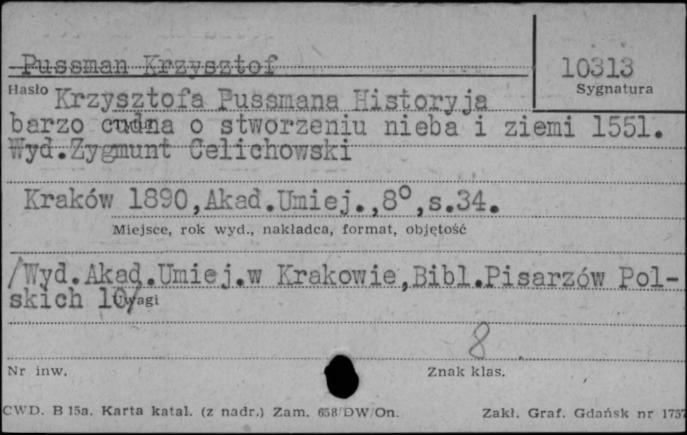 Pussman Krzysztof
10313
Hasło
Sygnatura
Krzysztofa Pussmana Historyja
barzo cudna o stworzeniu nieba i ziemi 1551.
Wyd.Zygmunt Celichowski
Kraków 1890,Akad.Umiej.,8°,s.34.
Miejsce, rok wyd., nakładca, format, objętość
/Wyd.Akad.Umiej.w Krakowie,Bibl.Pisarzów Pol-
skich 10/
Uwagi
8
Nr inw.
Znak klas.
CWD. B 15a. Karta katal. (z nadr.) Zam. 658/DW/On.
Zakł. Graf. Gdańsk nr 1757